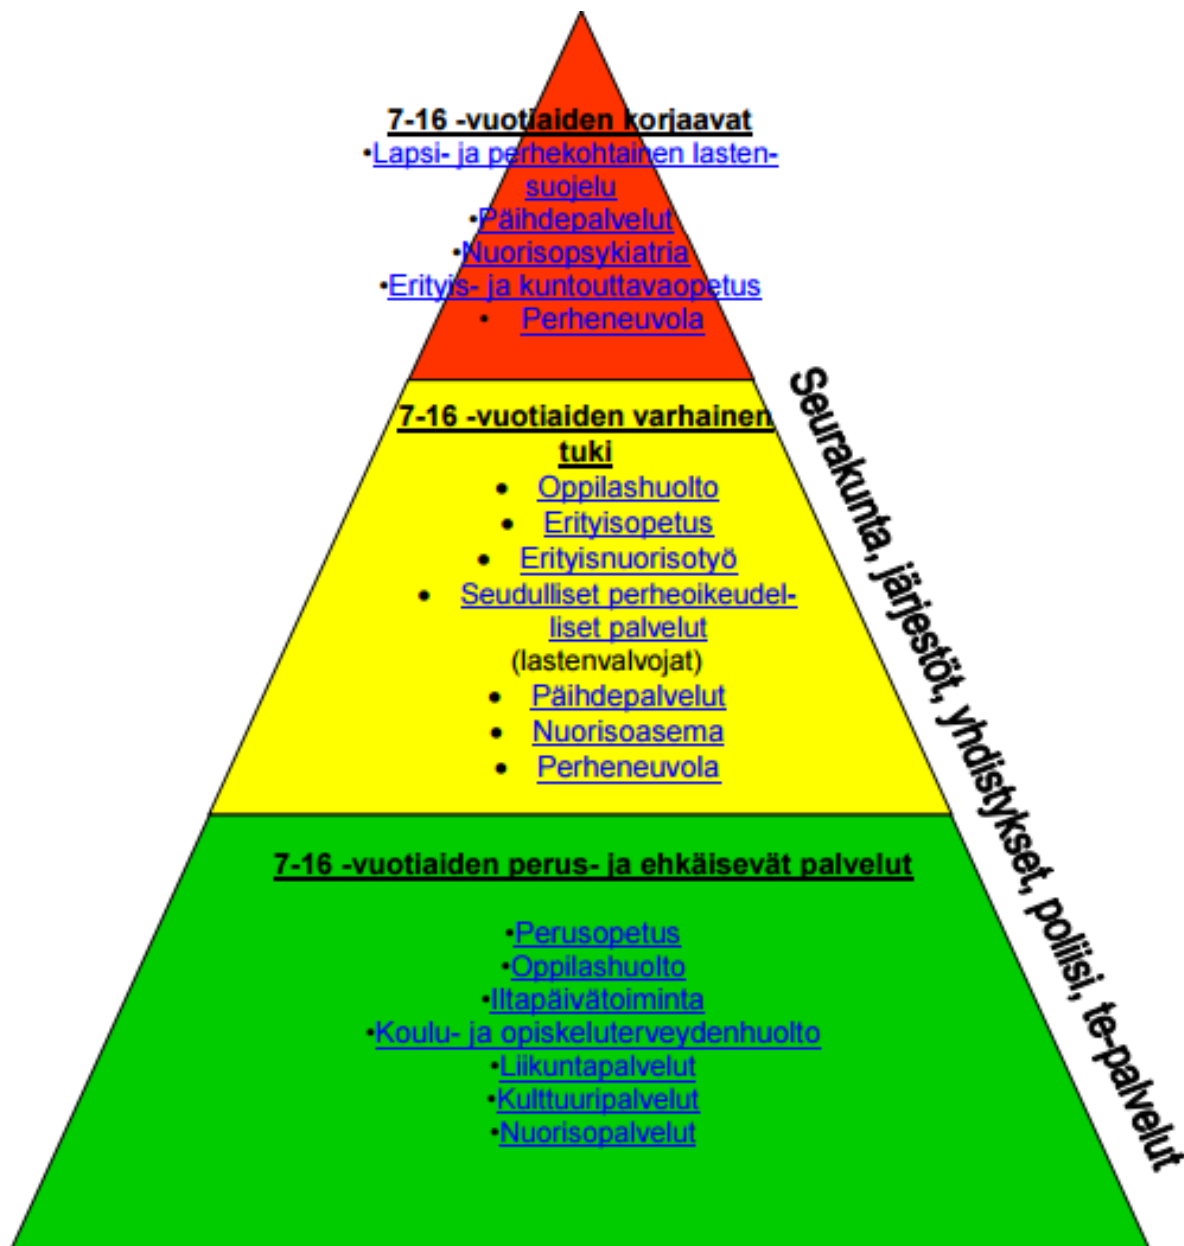 7-16 -vuotiaiden korjaavat
•Lapsi- ja perhekohtainen lasten-
suojelu
•Päihdepalvelut
•Nuorisopsykiatria
•Erityis- ja kuntouttavaopetus
• Perheneuvola
7-16 -vuotiaiden varhainen
tuki
• Oppilashuolto
• Erityisopetus
• Erityisnuorisotyö
• Seudulliset perheoikeudel-
liset palvelut
(lastenvalvojat)
• Päihdepalvelut
• Nuorisoasema
• Perheneuvola
7-16 -vuotiaiden perus- ja ehkäisevät palvelut
•Perusopetus
•Oppilashuolto
•Iltapäivätoiminta
•Koulu- ja opiskeluterveydenhuolto
•Liikuntapalvelut
•Kulttuuripalvelut
•Nuorisopalvelut
Seurakunta, järjestöt, yhdistykset, poliisi, te-palvelut